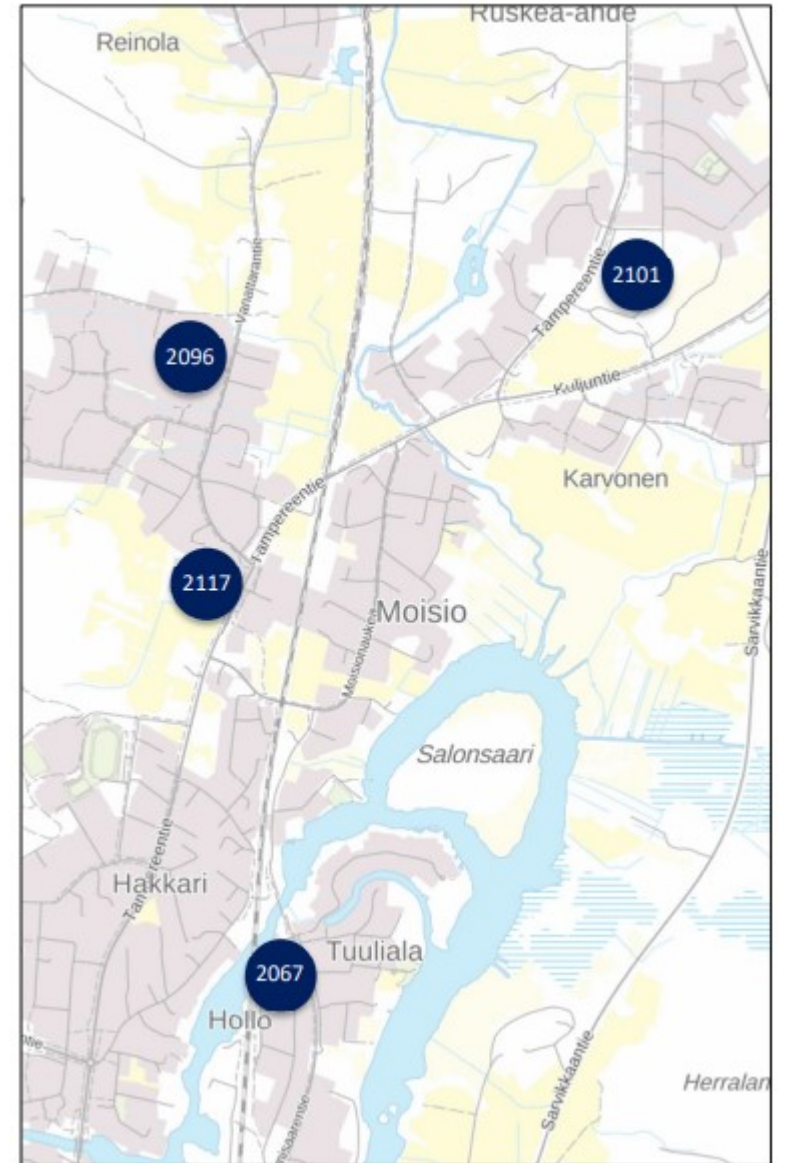 Ruskea-ahde
Reinola
Vanattarantie
2101
Tampereentie
2096
Kuljuntie
Karvonen
Tampereentie
2117
Moisio
Sarvikkaantie
Moisionaukea
Salonsaari
Tampereentie
Hakkari
Tuuliala
2067
Hollo
Sarvikkaantie
Herralan